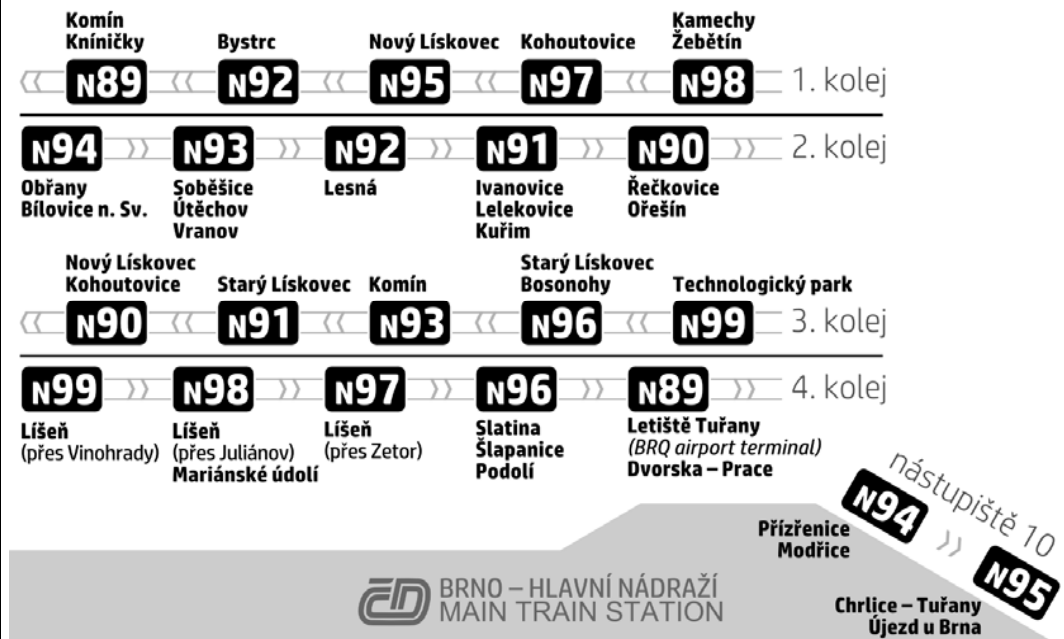 Komín
Kníničky
Bystrc
Nový Lískovec
Kohoutovice
Kamechy
Žebětín
N89
N92
N95
N97
N98
1. kolej
N94
N93
N92
N91
N90
2. kolej
Obřany
Bílovice n. Sv.
Soběšice
Útěchov
Vranov
Lesná
Ivanovice
Lelekovice
Kuřim
Řečkovice
Ořešín
Nový Lískovec
Kohoutovice
Starý Lískovec
Komín
Starý Lískovec
Bosonohy
Technologický park
N90
N91
N93
N96
N99
3. kolej
N99
N98
N97
N96
N89
4. kolej
Líšeň
(přes Vinohrady)
Líšeň
(přes Juliánov)
Mariánské údolí
Líšeň
(přes Zetor)
Slatina
Šlapanice
Podolí
Letiště Tuřany
(BRQ airport terminal)
Dvorska – Prace
nástupiště 10
N94
N95
Přízřenice
Modřice
Chrlice – Tuřany
Újezd u Brna
ČD
BRNO – HLAVNÍ NÁDRAŽÍ
MAIN TRAIN STATION